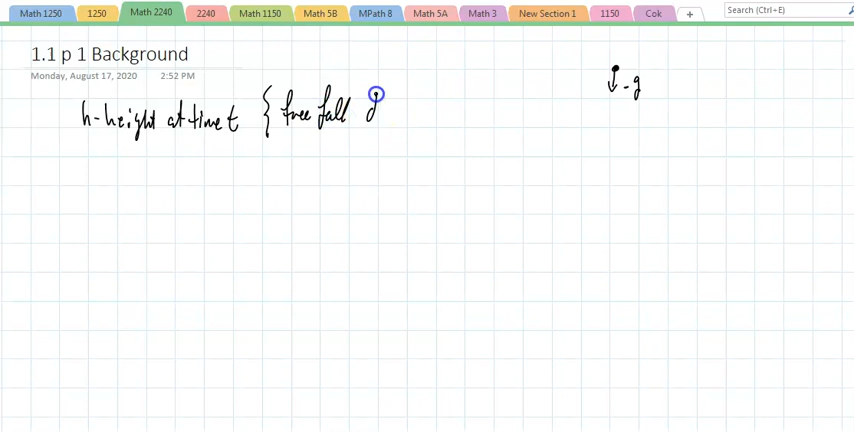 Math 1250 1250 Math 2240 2240 Math 1150 Math 5B MPath 8 Math 5A Math 3 New Section 1 1150 Cok + Search (Ctrl+E)
1.1 p 1 Background
Monday, August 17, 2020 2:52 PM
-g
h-height at time t { free fall d